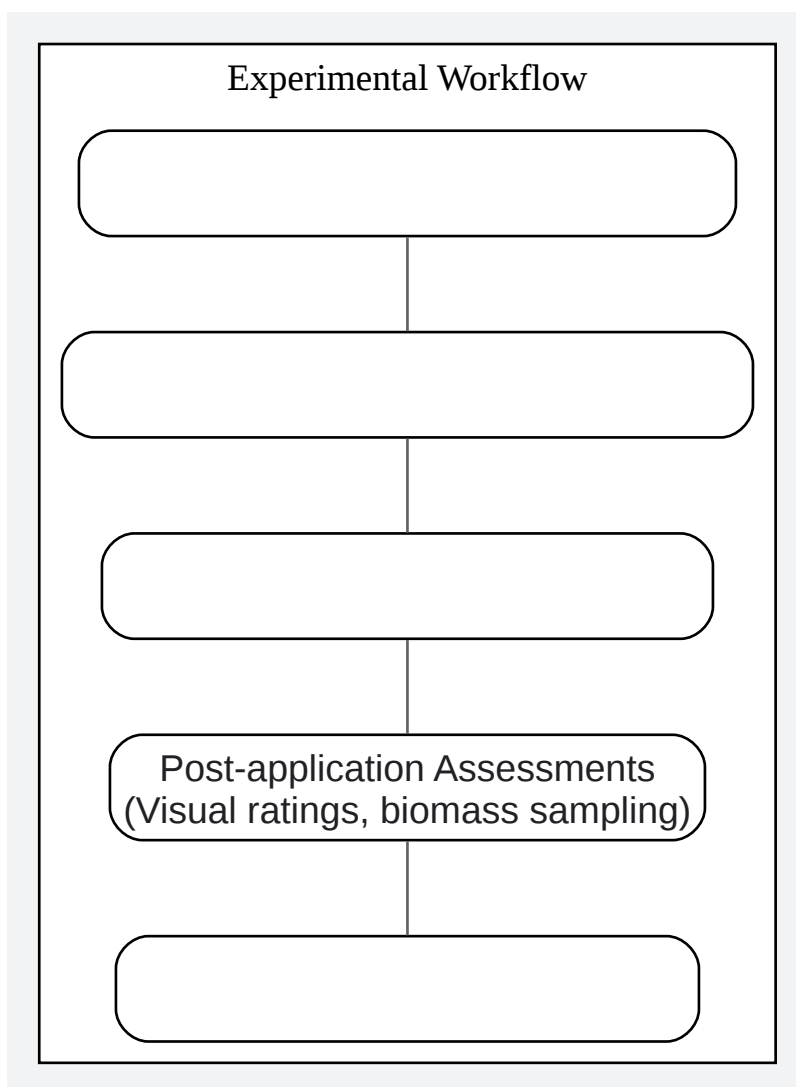 Experimental Workflow
Post-application Assessments
(Visual ratings, biomass sampling)